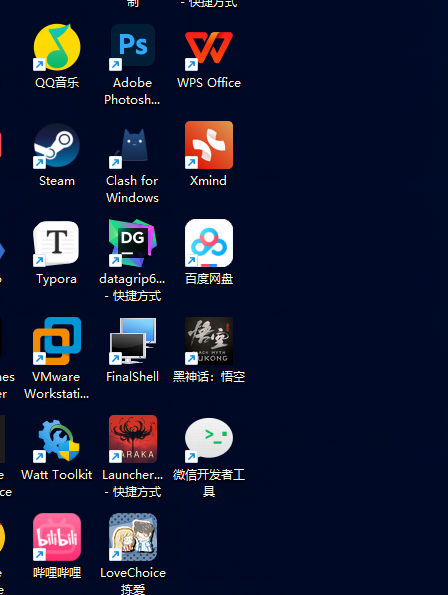 制
- 快捷方式
QQ音乐
Ps
Adobe
Photosh...
WPS Office
Steam
Clash for
Windows
Xmind
T
Typora
DG
datagrip6...
- 快捷方式
百度网盘
VMware
Workstati...
FinalShell
悟空
BLACK MYTH
WUKONG
黑神话：悟空
Watt Toolkit
ARAKA
Launcher...
- 快捷方式
微信开发者工
具
bilibili
哔哩哔哩
LoveChoice
拣爱